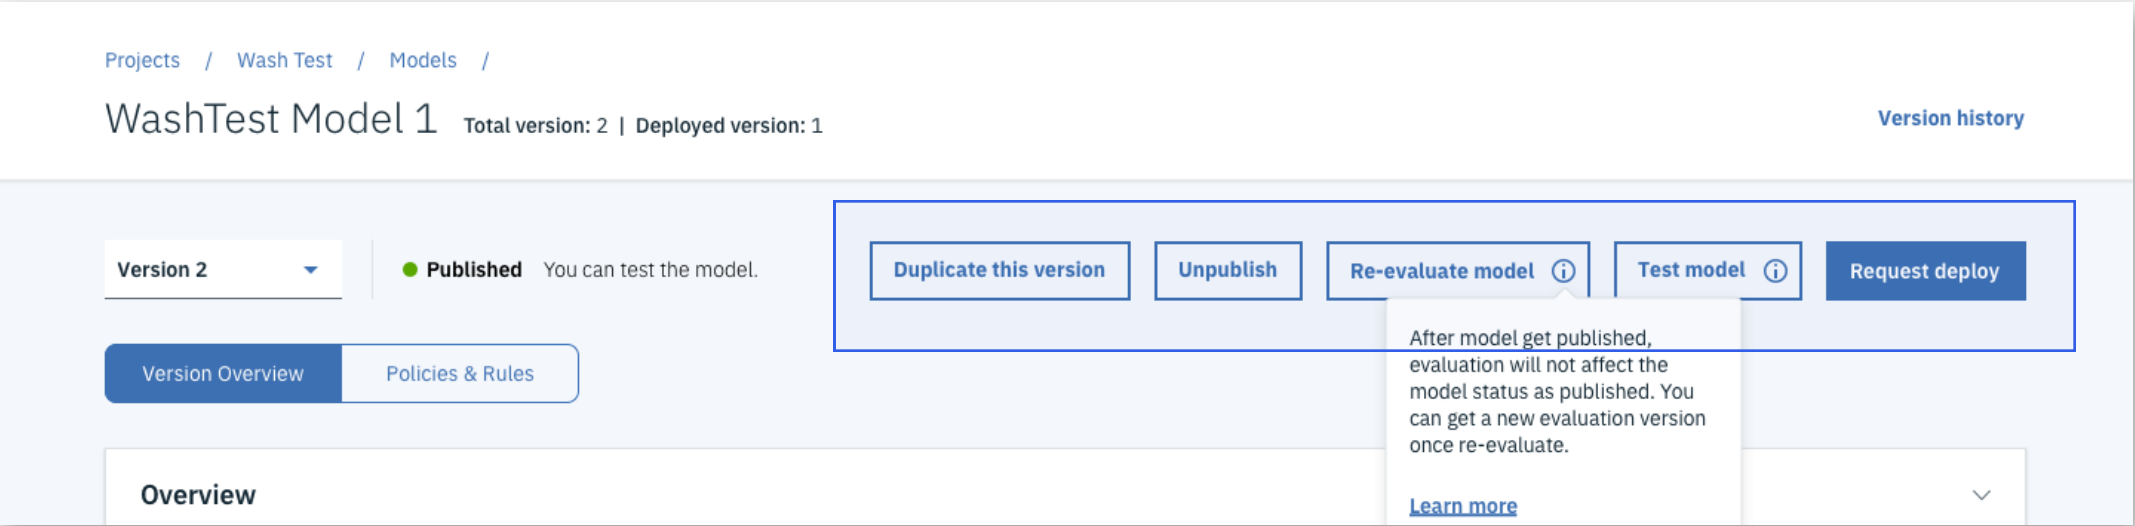 Projects / Wash Test / Models /
WashTest Model 1 Total version: 2 | Deployed version: 1
Version history
Version 2
Published You can test the model.
Duplicate this version
Unpublish
Re-evaluate model
Test model
Request deploy
After model get published,
evaluation will not affect the
model status as published. You
can get a new evaluation version
once re-evaluate.
Learn more
Version Overview
Policies & Rules
Overview